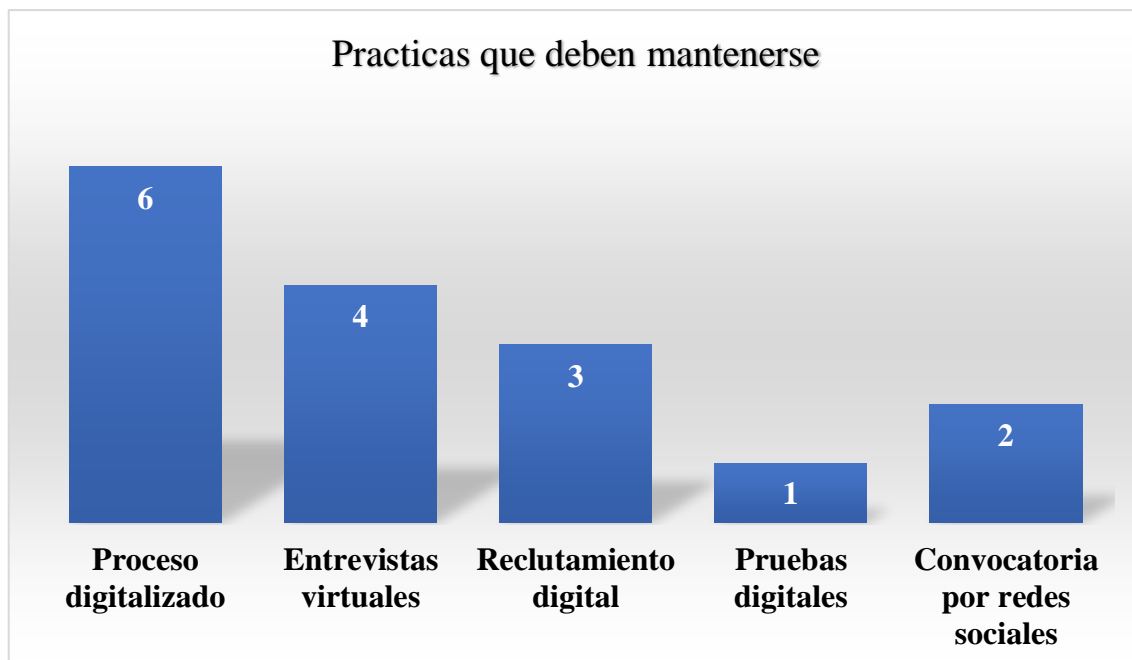 Practicas que deben mantenerse
6
4
3
1
2
Proceso
digitalizado
Entrevistas
virtuales
Reclutamiento
digital
Pruebas
digitales
Convocatoria
por redes
sociales